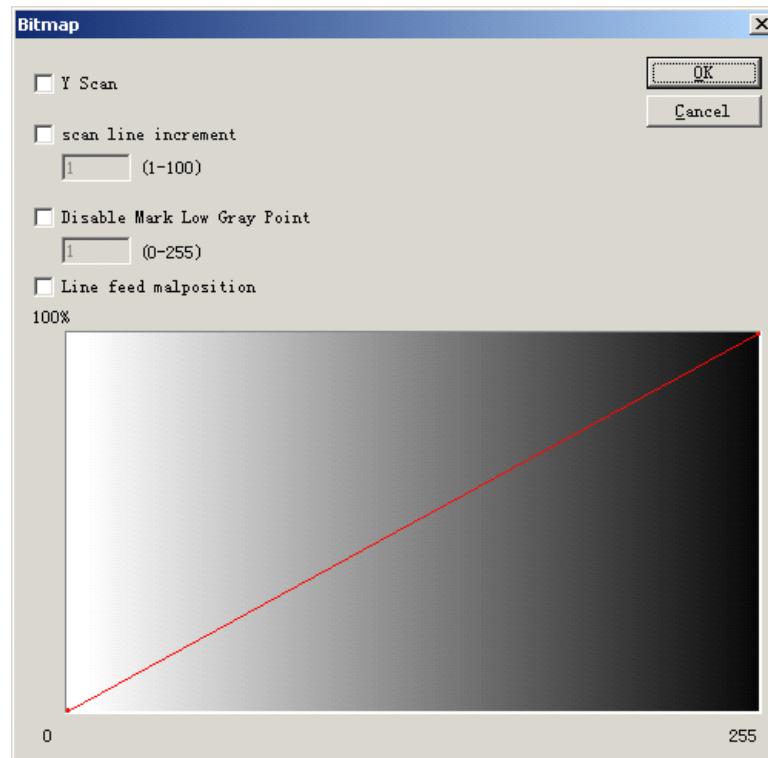 Bitmap
OK
Y Scan
Cancel
scan line increment
1 (1-100)
Disable Mark Low Gray Point
1 (0-255)
Line feed malposition
100%
0 255